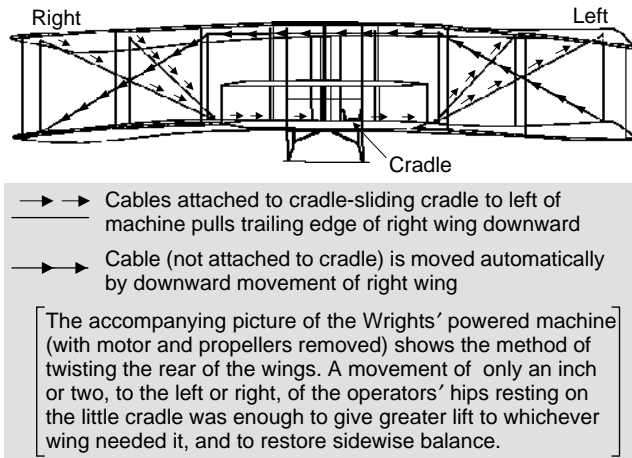 Right
Left
Cradle
Cables attached to cradle-sliding cradle to left of
machine pulls trailing edge of right wing downward
Cable (not attached to cradle) is moved automatically
by downward movement of right wing
The accompanying picture of the Wrights′ powered machine
(with motor and propellers removed) shows the method of
twisting the rear of the wings. A movement of only an inch
or two, to the left or right, of the operators′ hips resting on
the little cradle was enough to give greater lift to whichever
wing needed it, and to restore sidewise balance.